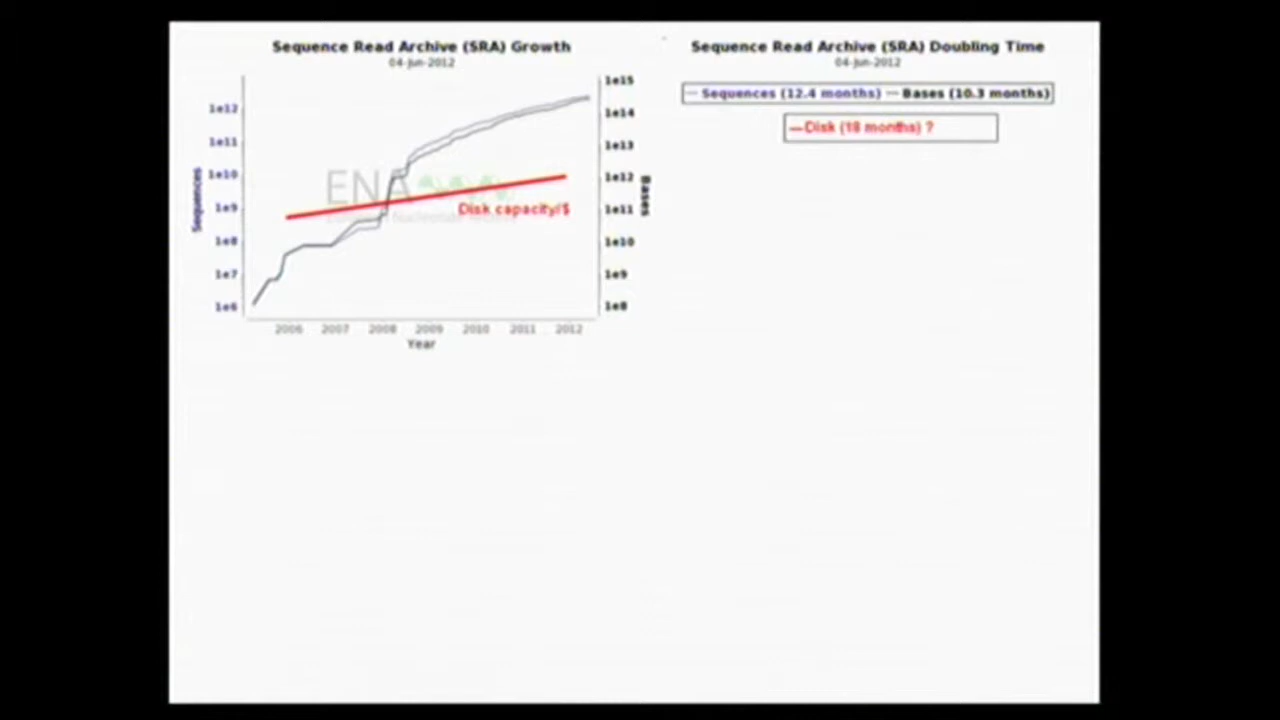 Sequence Read Archive (SRA) Growth
04-Jun-2012
1e15
1e12
1e14
1e11
1e13
1e10
1e12
1e9
1e11
1e8
1e10
1e7
1e9
1e6
1e8
Sequences
Bases
ENA
Nucleotide
Disk capacity/$
2006 2007 2008 2009 2010 2011 2012
Year
Sequence Read Archive (SRA) Doubling Time
04-Jun-2012
Sequences (12.4 months) Bases (10.3 months)
Disk (18 months) ?